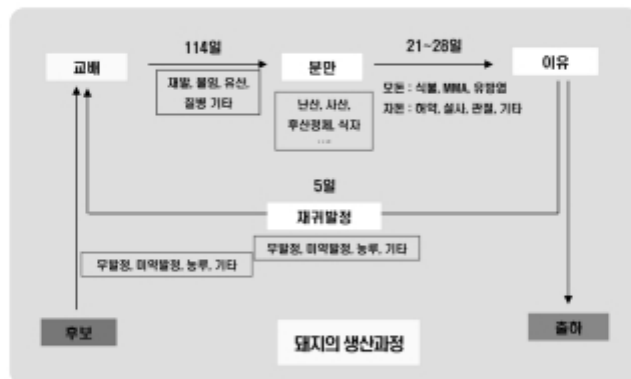 114일
21~28일
교배
분만
이유
재발, 불임, 유산,
질병 기타
난산, 사산,
후산정체, 식자
모돈 : 식불, MMA, 유방염
자돈 : 허약, 설사, 관절, 기타
5일
재귀발정
무발정, 미약발정, 농루, 기타
무발정, 미약발정, 농루, 기타
후보
돼지의 생산과정
출하